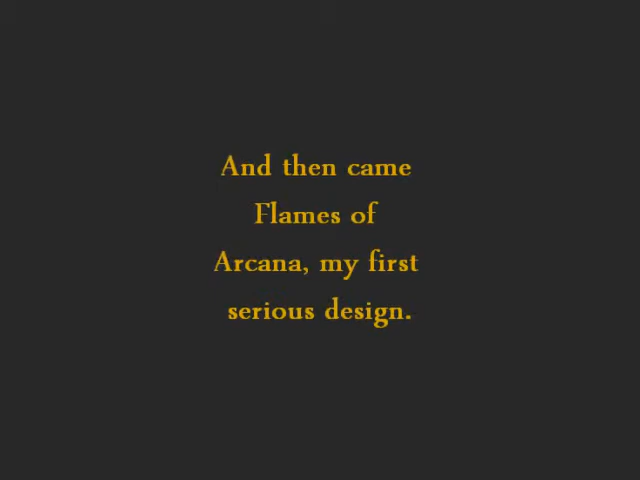 And then came
Flames of
Arcana, my first
serious design.